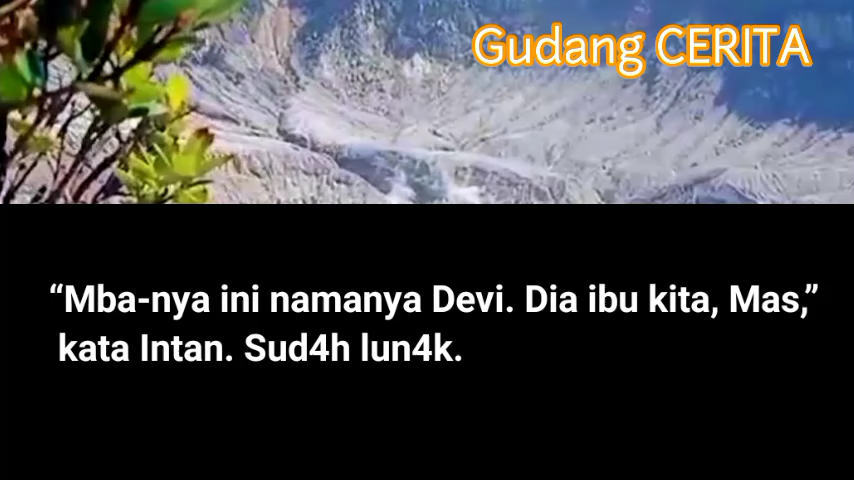 Gudang CERITA
“Mba-nya ini namanya Devi. Dia ibu kita, Mas,”
kata Intan. Sud4h lun4k.